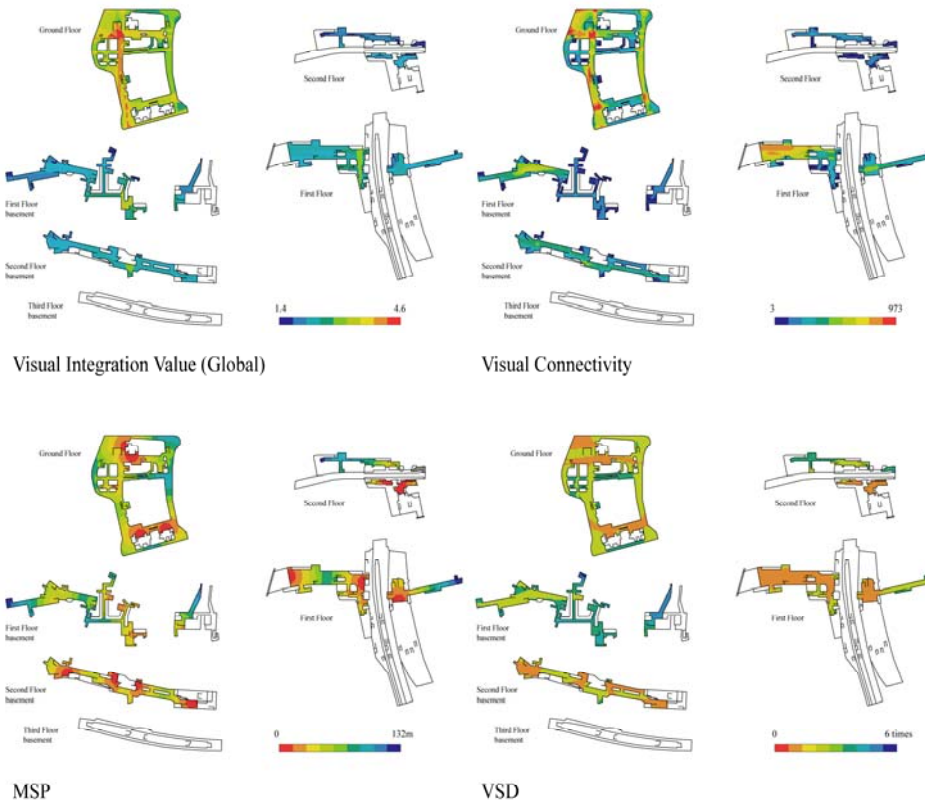 Ground Floor
Second Floor
First Floor
basement
First Floor
Second Floor
basement
Third Floor
basement
1.4 4.6
Visual Integration Value (Global)
Ground Floor
Second Floor
First Floor
basement
First Floor
Second Floor
basement
Third Floor
basement
3 973
Visual Connectivity
Ground Floor
Second Floor
First Floor
basement
First Floor
Second Floor
basement
Third Floor
basement
0 132m
MSP
Ground Floor
Second Floor
First Floor
basement
First Floor
Second Floor
basement
Third Floor
basement
0 6 times
VSD